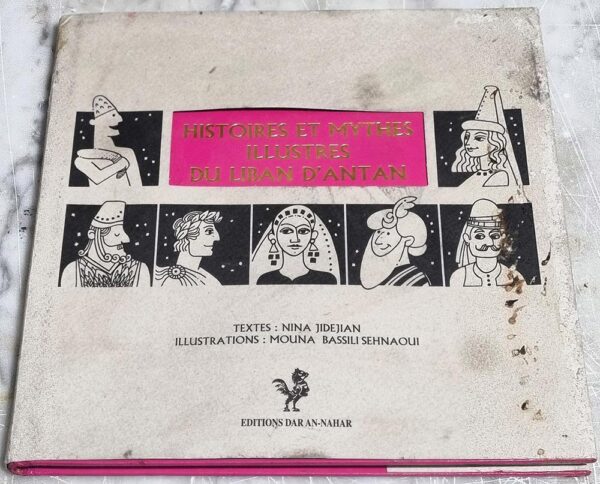 HISTOIRES ET MYTHES
ILLUSTRES
DU LIBAN D'ANTAN
TEXTES : NINA JIDEJIAN
ILLUSTRATIONS : MOUNA BASSILI SEHNAOUI
EDITIONS DAR AN-NAHAR